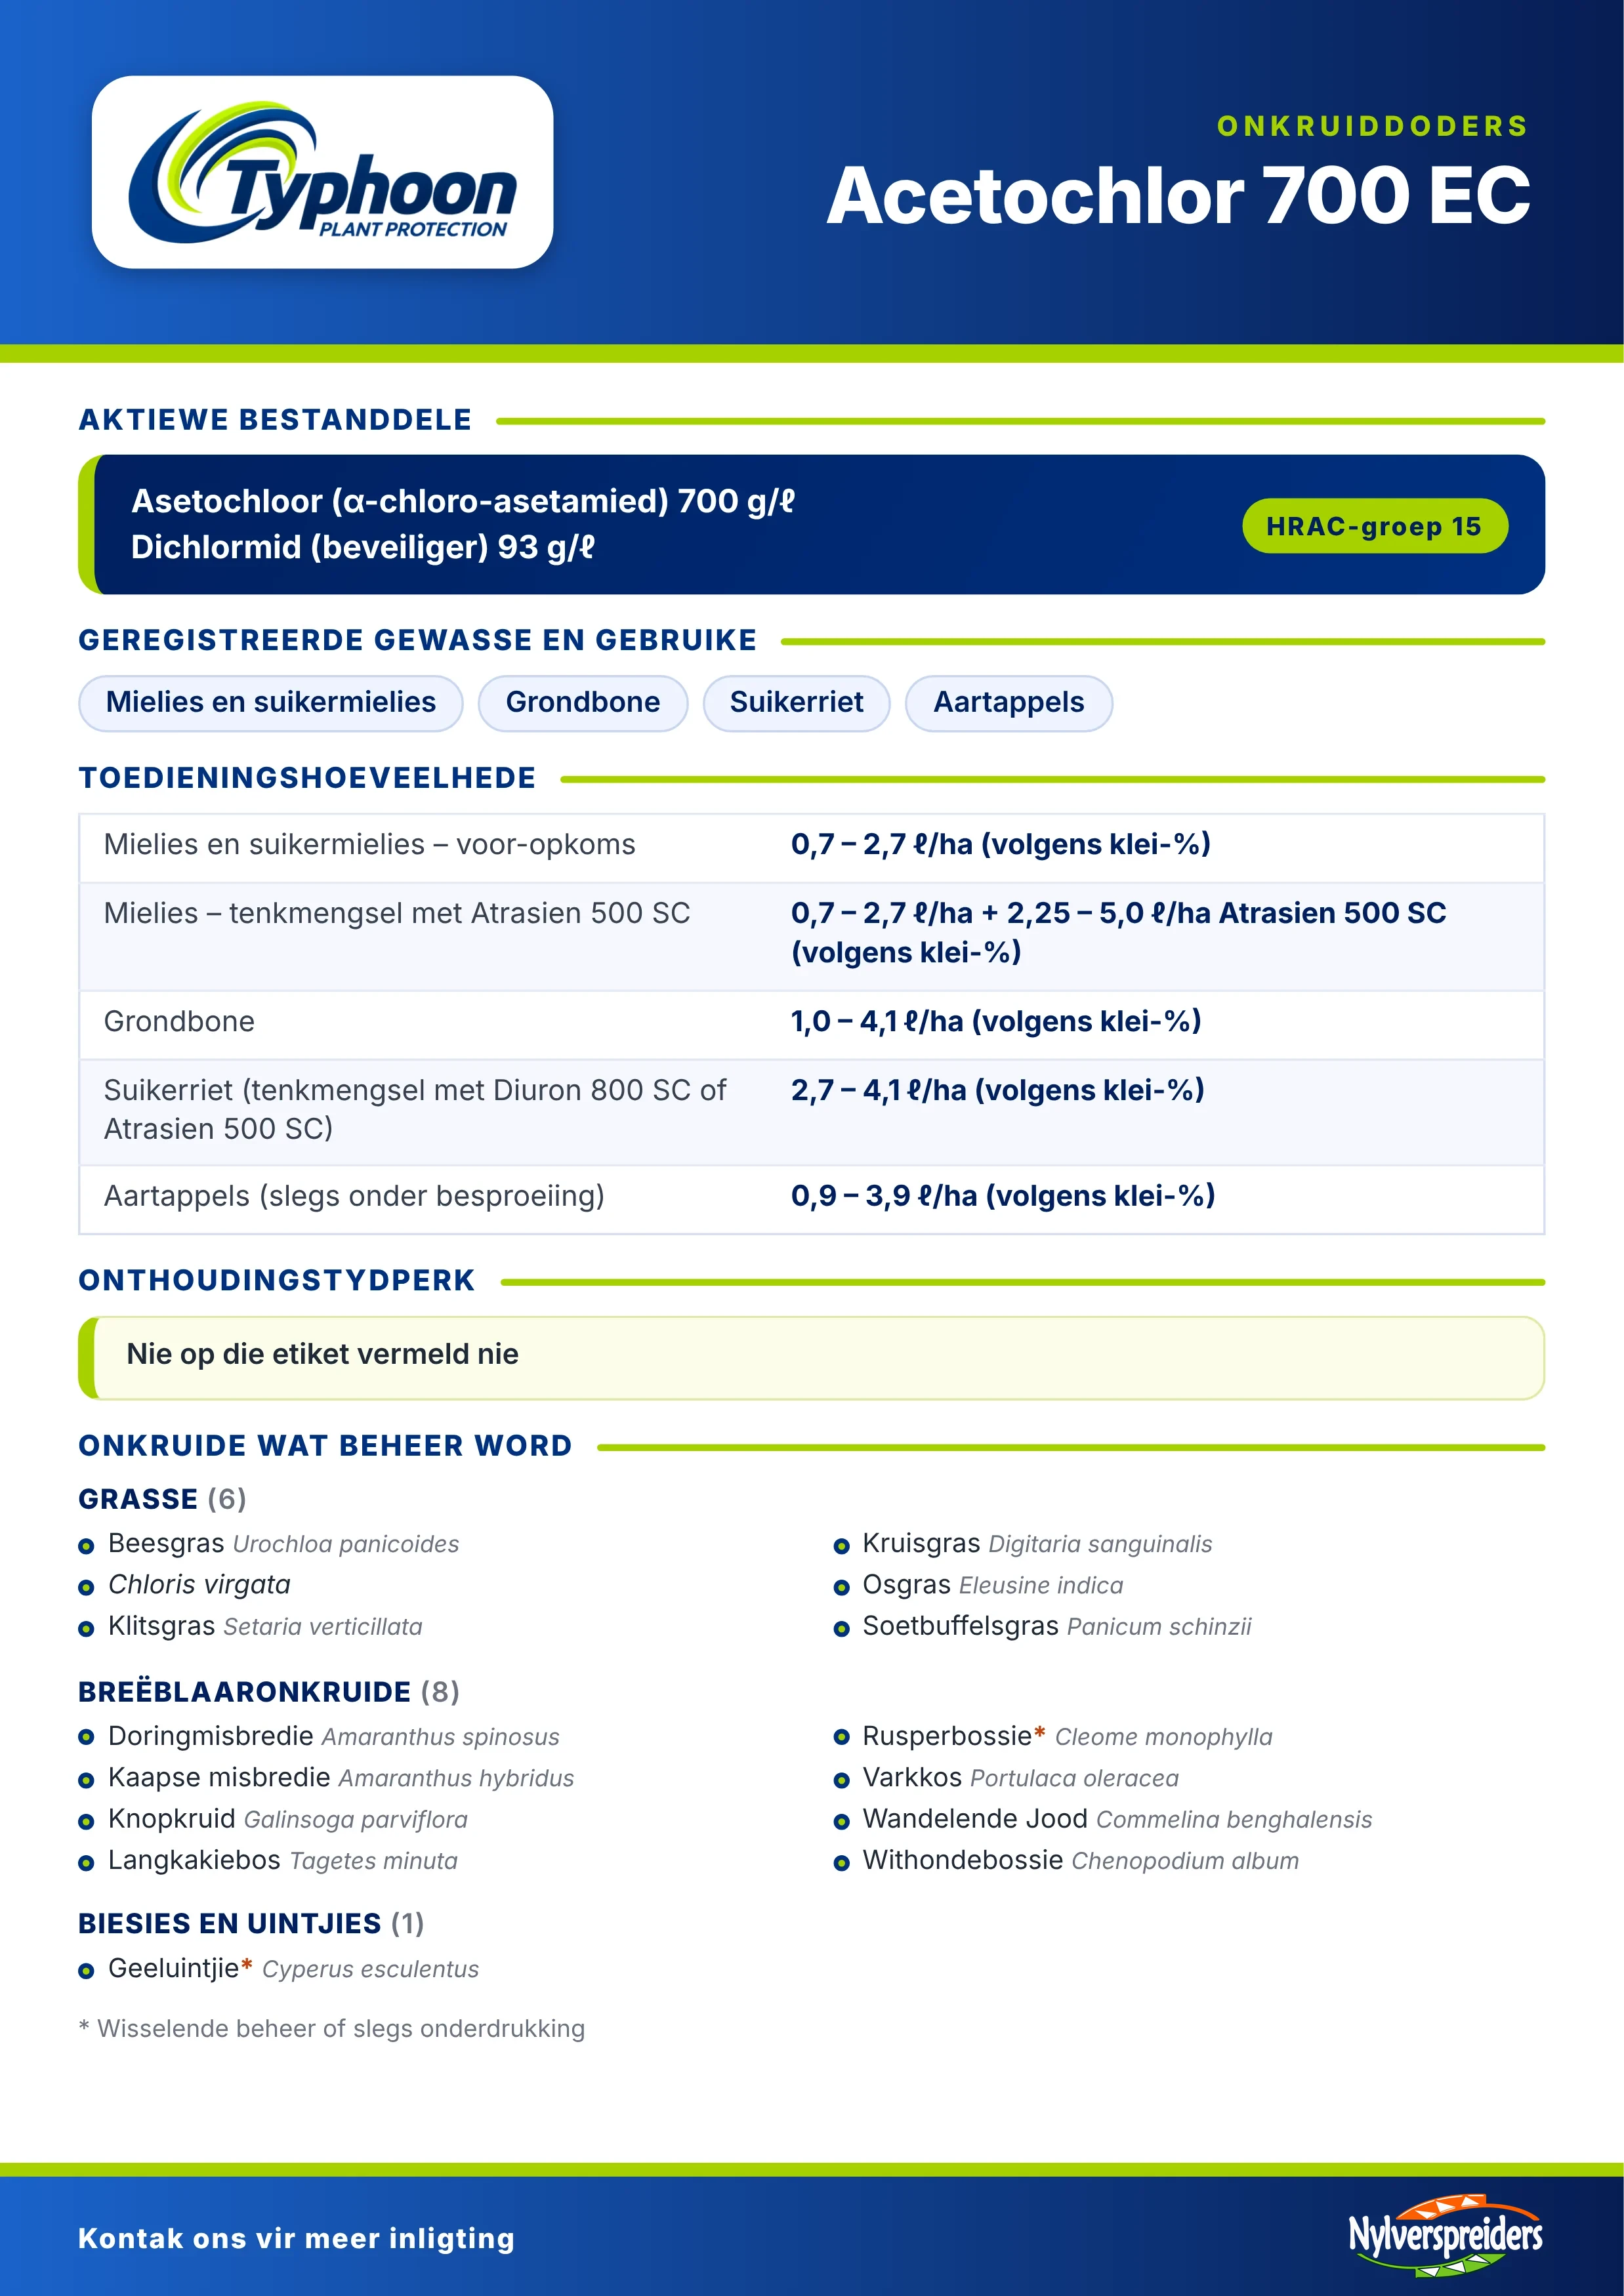 Typhoon
PLANT PROTECTION
ONKRUIDDODERS
Acetochlor 700 EC
AKTIEWE BESTANDDELE
Asetochloor (α-chloro-asetamied) 700 g/ℓ
Dichlormid (beveiliger) 93 g/ℓ
HRAC-groep 15
GEREGISTREERDE GEWASSE EN GEBRUIKE
Mielies en suikermielies
Grondbone
Suikerriet
Aartappels
TOEDIENINGSHOEVEELHEDE
Mielies en suikermielies – voor-opkoms
0,7 – 2,7 ℓ/ha (volgens klei-%)
Mielies – tenkmengsel met Atrasien 500 SC
0,7 – 2,7 ℓ/ha + 2,25 – 5,0 ℓ/ha Atrasien 500 SC
(volgens klei-%)
Grondbone
1,0 – 4,1 ℓ/ha (volgens klei-%)
Suikerriet (tenkmengsel met Diuron 800 SC of
Atrasien 500 SC)
2,7 – 4,1 ℓ/ha (volgens klei-%)
Aartappels (slegs onder besproeiing)
0,9 – 3,9 ℓ/ha (volgens klei-%)
ONTHOUDINGSTYDPERK
Nie op die etiket vermeld nie
ONKRUIDE WAT BEHEER WORD
GRASSE (6)
Beesgras Urochloa panicoides
Chloris virgata
Klitsgras Setaria verticillata
Kruisgras Digitaria sanguinalis
Osgras Eleusine indica
Soetbuffelsgras Panicum schinzii
BREËBLAARONKRUIDE (8)
Doringmisbredie Amaranthus spinosus
Kaapse misbredie Amaranthus hybridus
Knopkruid Galinsoga parviflora
Langkakiebos Tagetes minuta
Rusperbossie* Cleome monophylla
Varkkos Portulaca oleracea
Wandelende Jood Commelina benghalensis
Withondebossie Chenopodium album
BIESIES EN UINTJIES (1)
Geeluintjie* Cyperus esculentus
* Wisselende beheer of slegs onderdrukking
Kontak ons vir meer inligting
Nylverspreiders